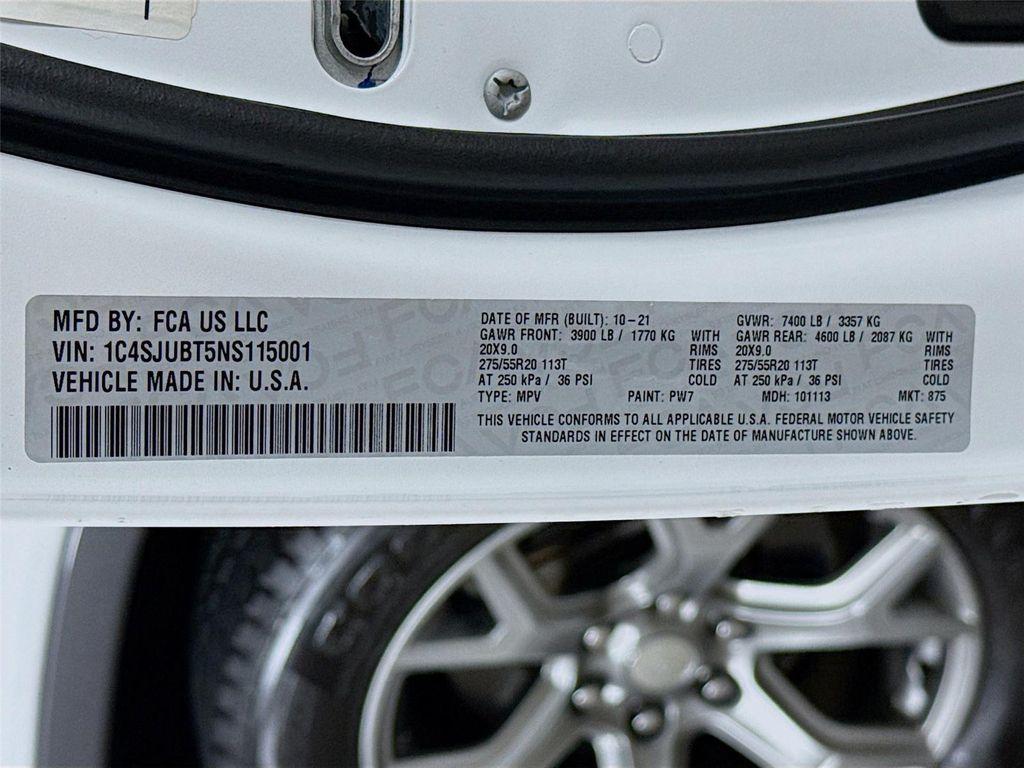 MFD BY: FCA US LLC
VIN: 1C4SJUBT5NS115001
VEHICLE MADE IN: U.S.A.
DATE OF MFR (BUILT): 10-21
GAWR FRONT: 3900 LB / 1770 KG WITH
20X9.0 RIMS
275/55R20 113T TIRES
AT 250 kPa / 36 PSI COLD
TYPE: MPV PAINT: PW7
GVWR: 7400 LB / 3357 KG
GAWR REAR: 4600 LB / 2087 KG WITH
20X9.0 RIMS
275/55R20 113T TIRES
AT 250 kPa / 36 PSI COLD
MDH: 101113 MKT: 875
THIS VEHICLE CONFORMS TO ALL APPLICABLE U.S.A. FEDERAL MOTOR VEHICLE SAFETY
STANDARDS IN EFFECT ON THE DATE OF MANUFACTURE SHOWN ABOVE.